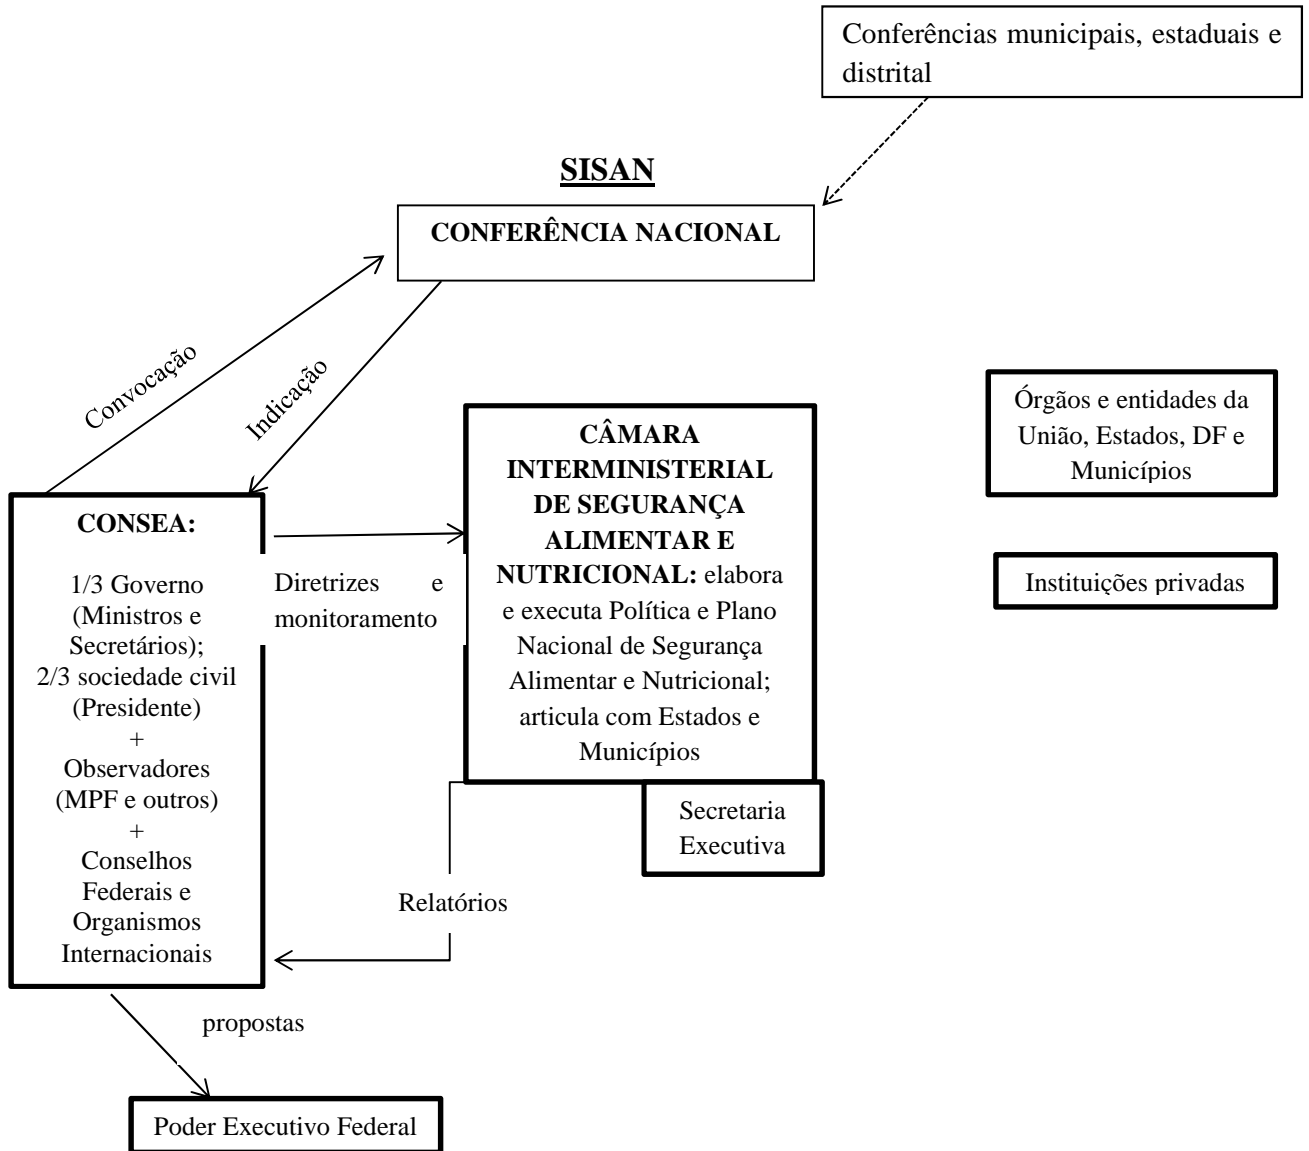 Conferências municipais, estaduais e
distrital
SISAN
CONFERÊNCIA NACIONAL
Convocação
Indicação
Órgãos e entidades da
União, Estados, DF e
Municípios
Instituições privadas
CONSEA:
1/3 Governo
(Ministros e
Secretários);
2/3 sociedade civil
(Presidente)
+
Observadores
(MPF e outros)
+
Conselhos
Federais e
Organismos
Internacionais
Diretrizes e
monitoramento
CÂMARA
INTERMINISTERIAL
DE SEGURANÇA
ALIMENTAR E
NUTRICIONAL: elabora
e executa Política e Plano
Nacional de Segurança
Alimentar e Nutricional;
articula com Estados e
Municípios
Secretaria
Executiva
Relatórios
propostas
Poder Executivo Federal